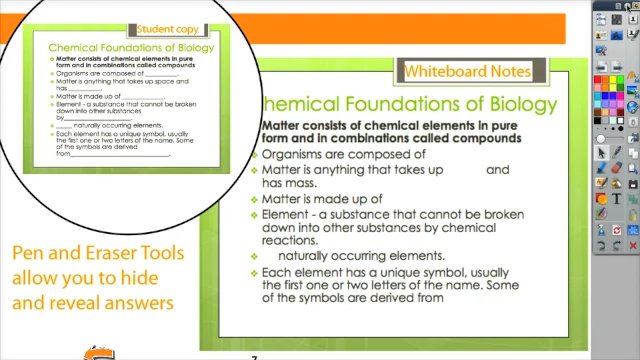 Student copy
Chemical Foundations of Biology
Matter consists of chemical elements in pure
form and in combinations called compounds
Organisms are composed of _________.
Matter is anything that takes up space and
has _________.
Matter is made up of ___________.
Element - a substance that cannot be broken
down into other substances
by__________________.
_____ naturally occurring elements.
Each element has a unique symbol, usually
the first one or two letters of the name. Some
of the symbols are derived
from__________________________.
Whiteboard Notes
Chemical Foundations of Biology
Matter consists of chemical elements in pure
form and in combinations called compounds
Organisms are composed of
Matter is anything that takes up and
has mass.
Matter is made up of
Element - a substance that cannot be broken
down into other substances by chemical
reactions.
naturally occurring elements.
Each element has a unique symbol, usually
the first one or two letters of the name. Some
of the symbols are derived from
Pen and Eraser Tools
allow you to hide
and reveal answers